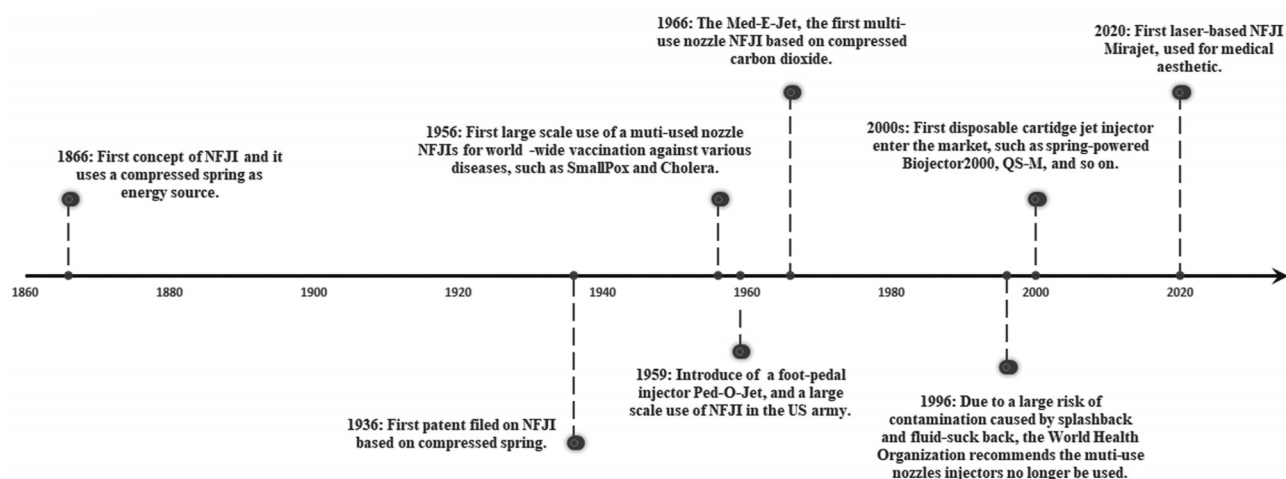 1966: The Med-E-Jet, the first multi-
use nozzle NFJI based on compressed
carbon dioxide.
2020: First laser-based NFJI
Mirajet, used for medical
aesthetic.
1956: First large scale use of a muti-used nozzle
NFJIs for world -wide vaccination against various
diseases, such as SmallPox and Cholera.
2000s: First disposable cartidge jet injector
enter the market, such as spring-powered
Biojector2000, QS-M, and so on.
1866: First concept of NFJI and it
uses a compressed spring as
energy source.
1860 1880 1900 1920 1940 1960 1980 2000 2020
1959: Introduce of a foot-pedal
injector Ped-O-Jet, and a large
scale use of NFJI in the US army.
1936: First patent filed on NFJI
based on compressed spring.
1996: Due to a large risk of
contamination caused by splashback
and fluid-suck back, the World Health
Organization recommends the muti-use
nozzles injectors no longer be used.